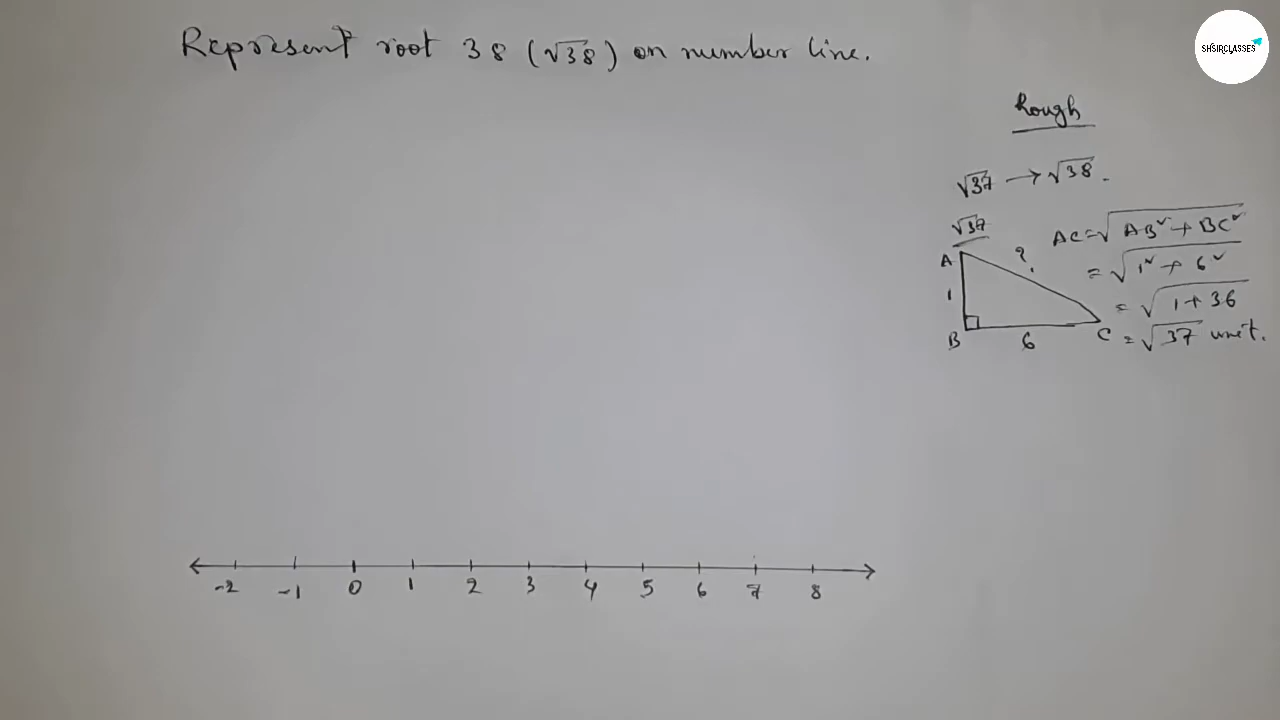 Represent root 38 (√38) on number line.
SHSIRCLASSES
Rough
√37 → √38.
√37
AC=√AB²+BC²
A
?
=√1²+6²
1
=√1+36
B
6
C
=√37 unit.
-2 -1 0 1 2 3 4 5 6 7 8